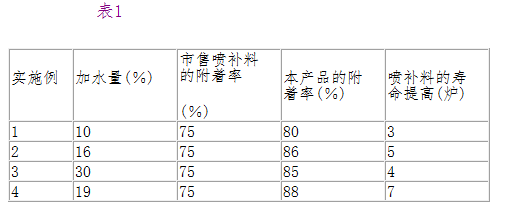 表1
实施例 加水量(%) 市售喷补料的附着率(%) 本产品的附着率(%) 喷补料的寿命提高(炉)
1 10 75 80 3
2 16 75 86 5
3 30 75 85 4
4 19 75 88 7